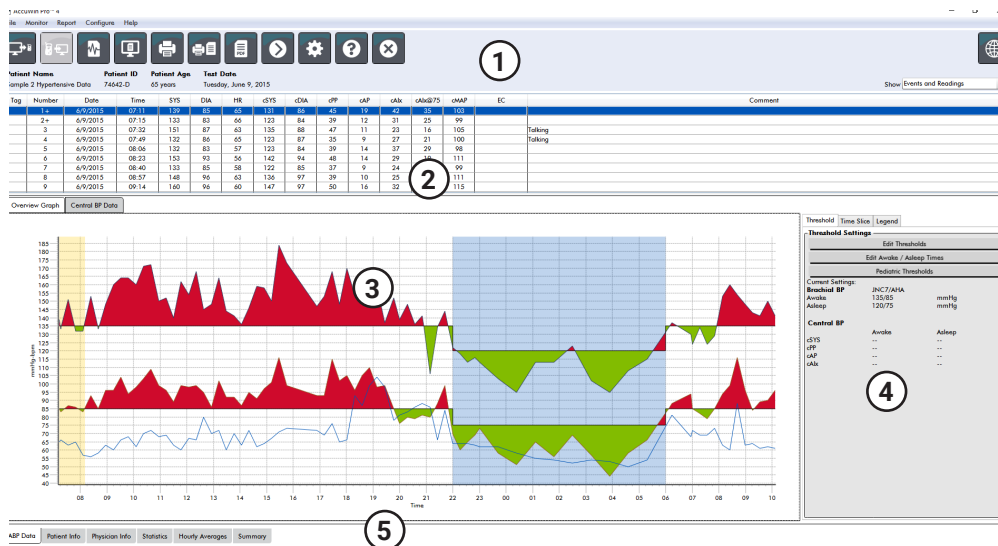 AccuWin Pro - 4
ile Monitor Report Configure Help
PDF
1
Patient Name Patient ID Patient Age Test Date
Sample 2 Hypertensive Data 74642-D 65 years Tuesday, June 9, 2015
Show Events and Readings
Tag Number Date Time SYS DIA HR cSYS cDIA cPP cAP cAIx cAIx@75 cMAP EC Comment
1+ 6/9/2015 07:11 139 85 65 131 86 45 19 42 35 103
2+ 6/9/2015 07:15 133 83 66 123 84 39 12 31 25 99
3 6/9/2015 07:32 151 87 63 135 88 47 11 23 16 105 Talking
4 6/9/2015 07:49 132 86 65 123 87 35 9 27 21 100 Talking
5 6/9/2015 08:06 132 83 57 123 84 39 14 37 29 98
6 6/9/2015 08:23 153 93 56 142 94 48 14 29 111
7 6/9/2015 08:40 133 85 58 122 85 37 9 24 99
8 6/9/2015 08:57 148 96 63 136 97 39 10 25 111
9 6/9/2015 09:14 160 96 60 147 97 50 16 32 115
2
Overview Graph Central BP Data
3
185
180
175
170
165
160
155
150
145
140
135
130
125
120
115
110
105
100
95
90
85
80
75
70
65
60
55
50
45
40
mmHg-bpm
08 09 10 11 12 13 14 15 16 17 18 19 20 21 22 23 00 01 02 03 04 05 06 07 08 09 10
Time
Threshold Time Slice Legend
Threshold Settings
Edit Thresholds
Edit Awake / Asleep Times
Pediatric Thresholds
Current Settings:
Brachial BP JNC7/AHA
Awake 135/85 mmHg
Asleep 120/75 mmHg
Central BP
Awake Asleep
cSYS -- --
cPP -- --
cAP -- --
cAIx -- --
4
5
ABP Data Patient Info Physician Info Statistics Hourly Averages Summary